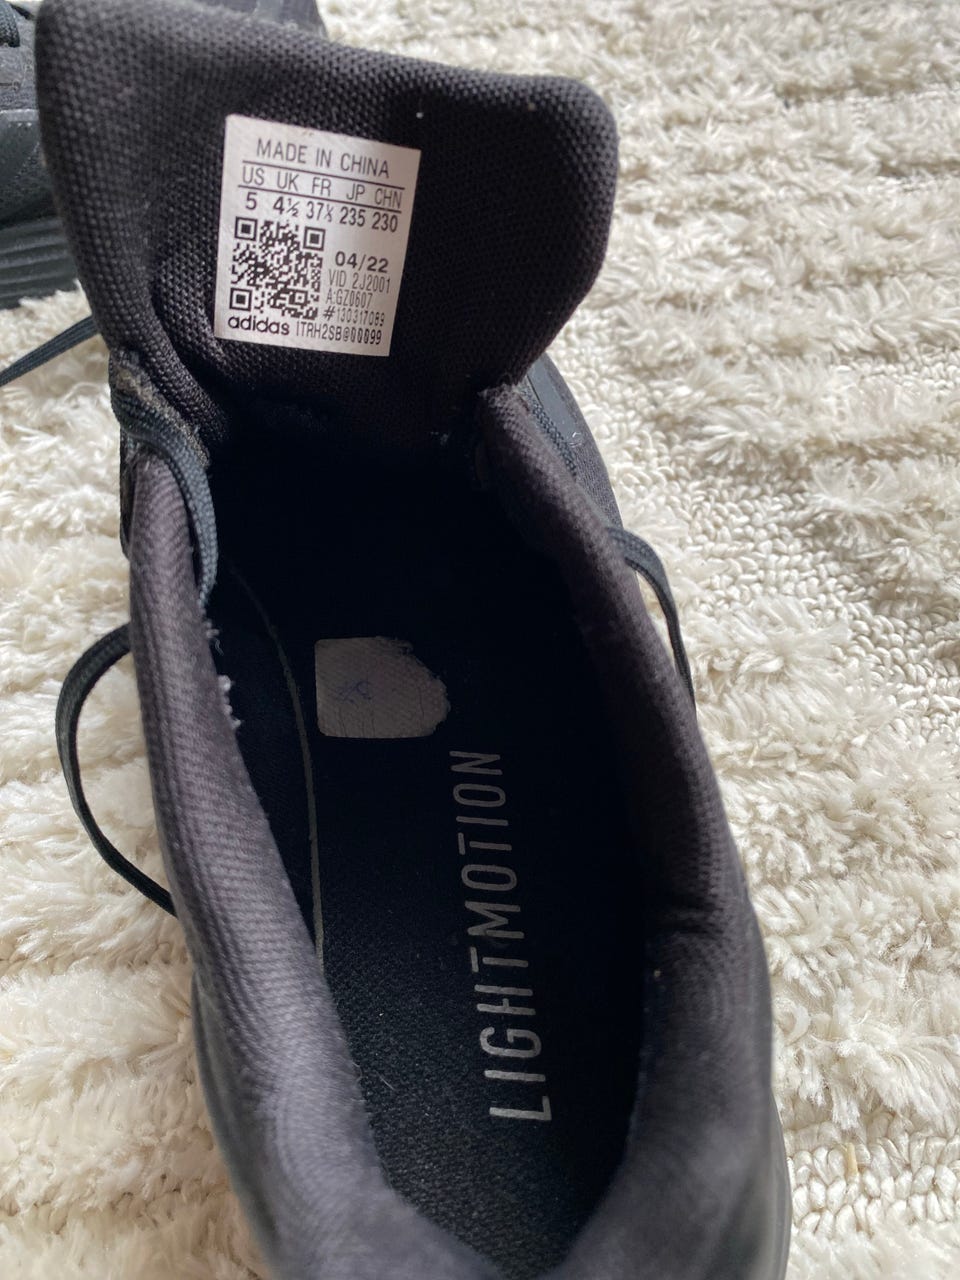 MADE IN CHINA
US UK FR JP CHN
5 4½ 37⅓ 235 230
04/22
VID 2J2001
A:GZ0607
#130317089
adidas ITRH2SB@00099
LIGHTMOTION